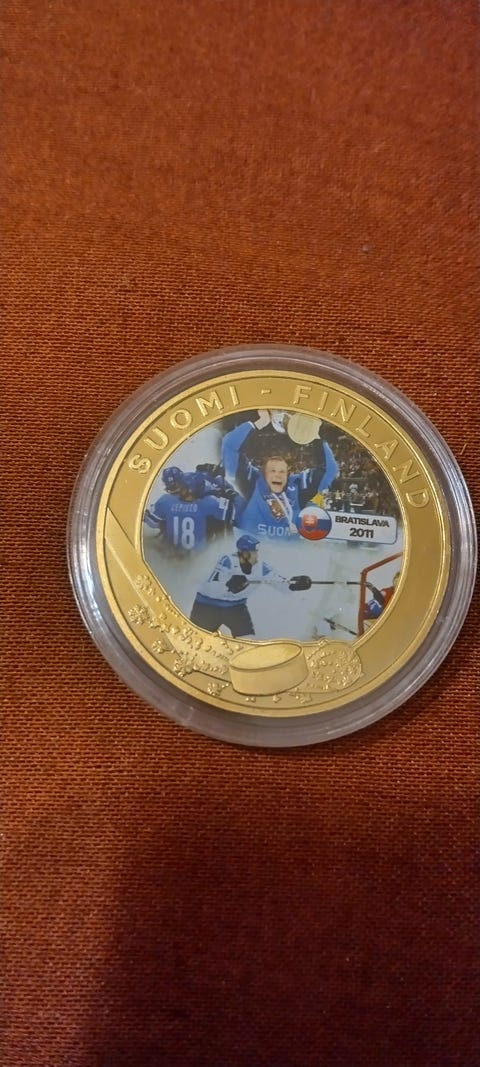 SUOMI - FINLAND
LEPISTÖ
18
SUOMI
BRATISLAVA
2011